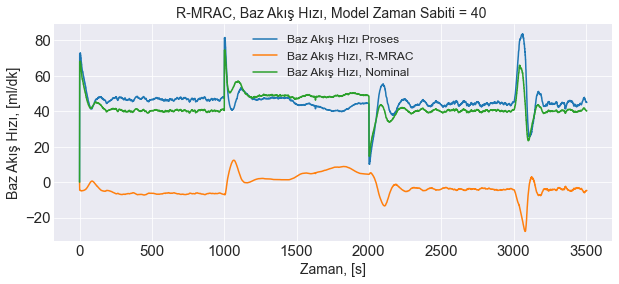 R-MRAC, Baz Akış Hızı, Model Zaman Sabiti = 40
Baz Akış Hızı Proses
Baz Akış Hızı, R-MRAC
Baz Akış Hızı, Nominal
Baz Akış Hızı, [ml/dk]
80
60
40
20
0
−20
0 500 1000 1500 2000 2500 3000 3500
Zaman, [s]